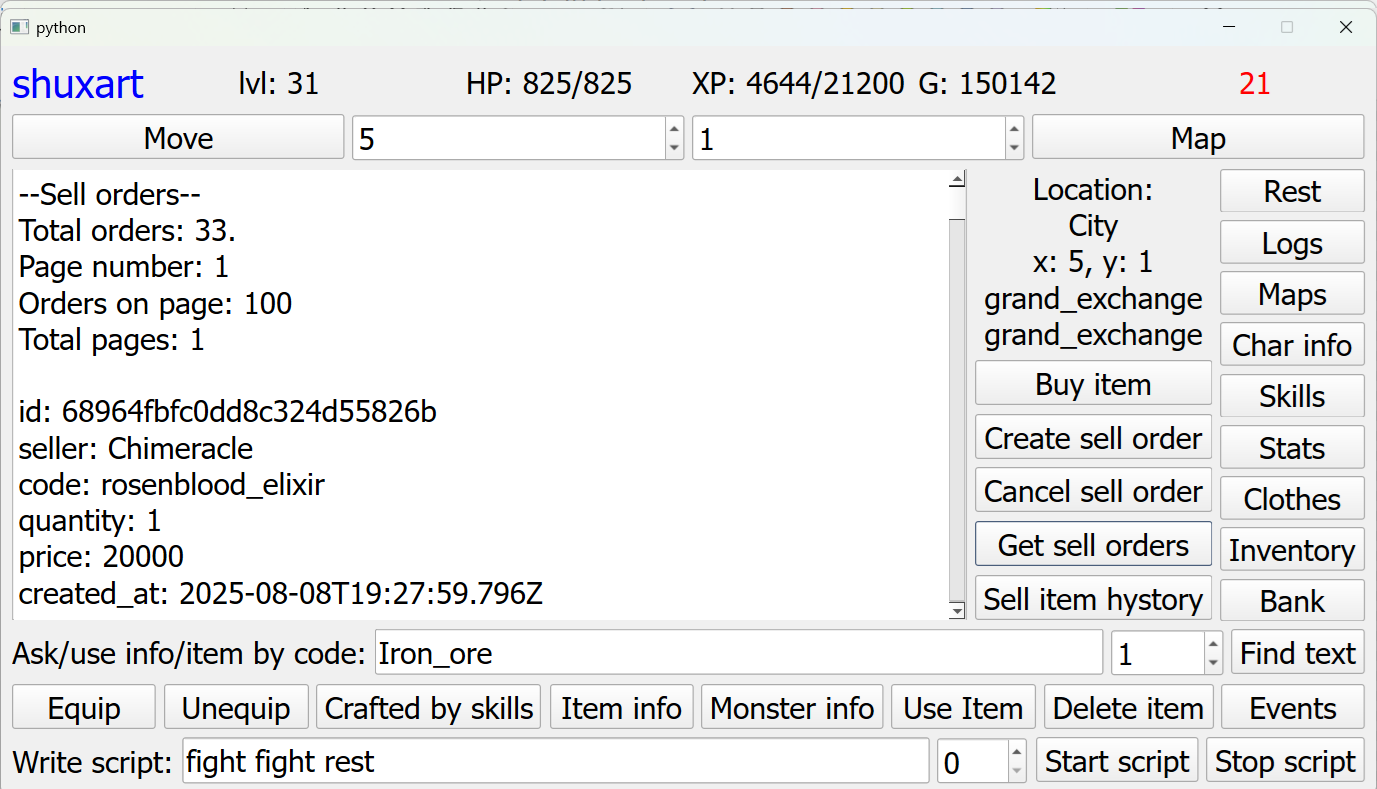 python
shuxart lvl: 31 HP: 825/825 XP: 4644/21200 G: 150142 21
Move 5 1 Map
--Sell orders--
Total orders: 33.
Page number: 1
Orders on page: 100
Total pages: 1
id: 68964fbfc0dd8c324d55826b
seller: Chimeracle
code: rosenblood_elixir
quantity: 1
price: 20000
created_at: 2025-08-08T19:27:59.796Z
Location:
City
x: 5, y: 1
grand_exchange
grand_exchange
Buy item
Create sell order
Cancel sell order
Get sell orders
Sell item hystory
Rest
Logs
Maps
Char info
Skills
Stats
Clothes
Inventory
Bank
Ask/use info/item by code: Iron_ore 1 Find text
Equip Unequip Crafted by skills Item info Monster info Use Item Delete item Events
Write script: fight fight rest 0 Start script Stop script